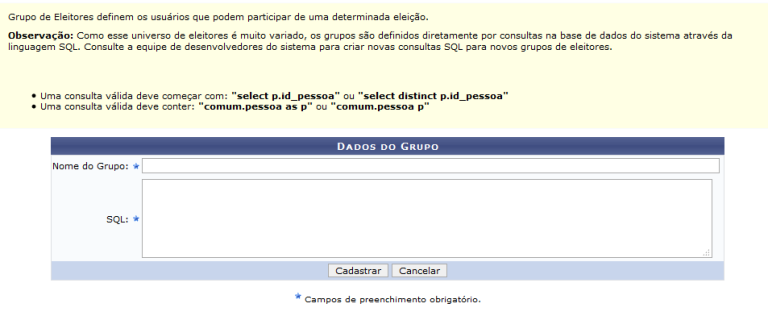 Grupo de Eleitores definem os usuários que podem participar de uma determinada eleição.
Observação: Como esse universo de eleitores é muito variado, os grupos são definidos diretamente por consultas na base de dados do sistema através da
linguagem SQL. Consulte a equipe de desenvolvedores do sistema para criar novas consultas SQL para novos grupos de eleitores.
Uma consulta válida deve começar com: "select p.id_pessoa" ou "select distinct p.id_pessoa"
Uma consulta válida deve conter: "comum.pessoa as p" ou "comum.pessoa p"
Dados do Grupo
Nome do Grupo:
SQL:
Cadastrar Cancelar
Campos de preenchimento obrigatório.